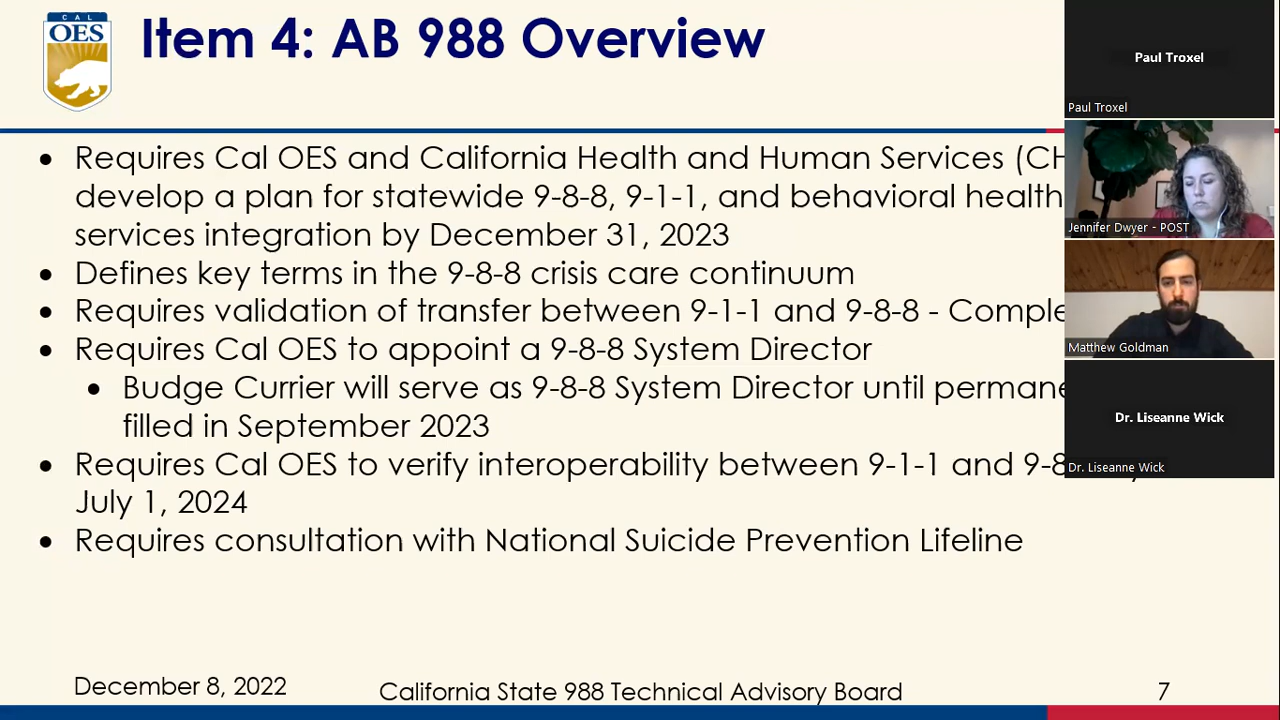 CAL
OES
Item 4: AB 988 Overview
Requires Cal OES and California Health and Human Services
develop a plan for statewide 9-8-8, 9-1-1, and behavioral health
services integration by December 31, 2023
Defines key terms in the 9-8-8 crisis care continuum
Requires validation of transfer between 9-1-1 and 9-8-8 -
Requires Cal OES to appoint a 9-8-8 System Director
Budge Currier will serve as 9-8-8 System Director until
filled in September 2023
Requires Cal OES to verify interoperability between 9-1-1 and
July 1, 2024
Requires consultation with National Suicide Prevention Lifeline
December 8, 2022
California State 988 Technical Advisory Board
7
Paul Troxel
Paul Troxel
Jennifer Dwyer - POST
Matthew Goldman
Dr. Liseanne Wick
Dr. Liseanne Wick